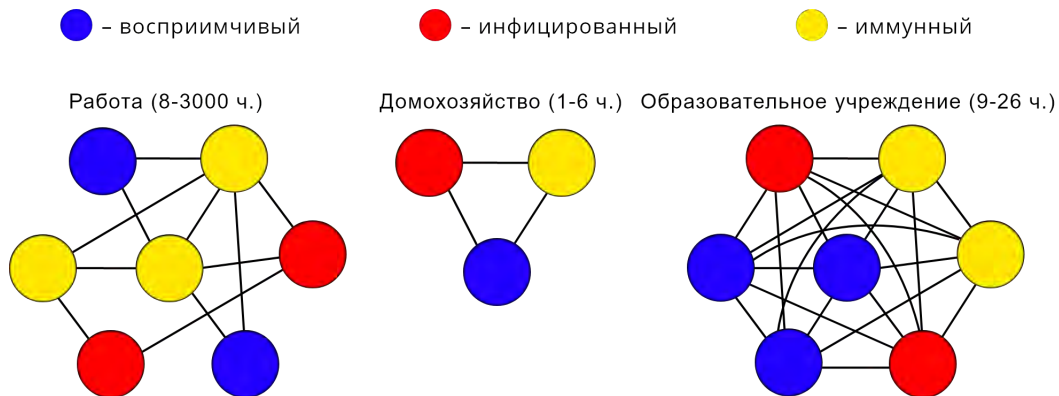 – восприимчивый – инфицированный – иммунный
Работа (8-3000 ч.) Домохозяйство (1-6 ч.) Образовательное учреждение (9-26 ч.)